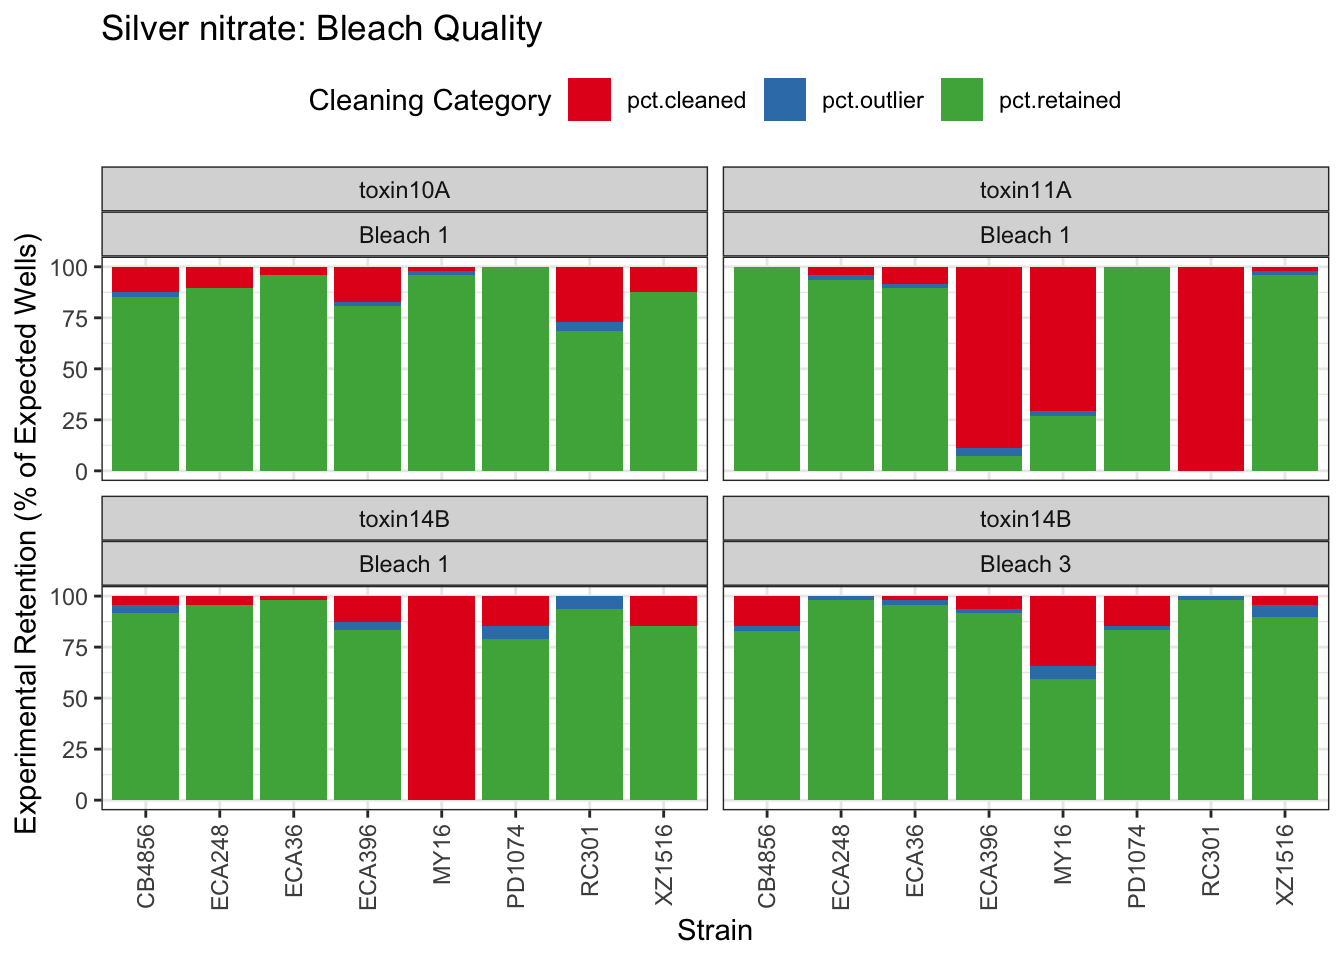 Silver nitrate: Bleach Quality
Cleaning Category pct.cleaned pct.outlier pct.retained
toxin10A toxin11A
Bleach 1 Bleach 1
100
75
50
25
0
toxin14B toxin14B
Bleach 1 Bleach 3
100
75
50
25
0
Experimental Retention (% of Expected Wells)
CB4856 ECA248 ECA36 ECA396 MY16 PD1074 RC301 XZ1516 CB4856 ECA248 ECA36 ECA396 MY16 PD1074 RC301 XZ1516
Strain